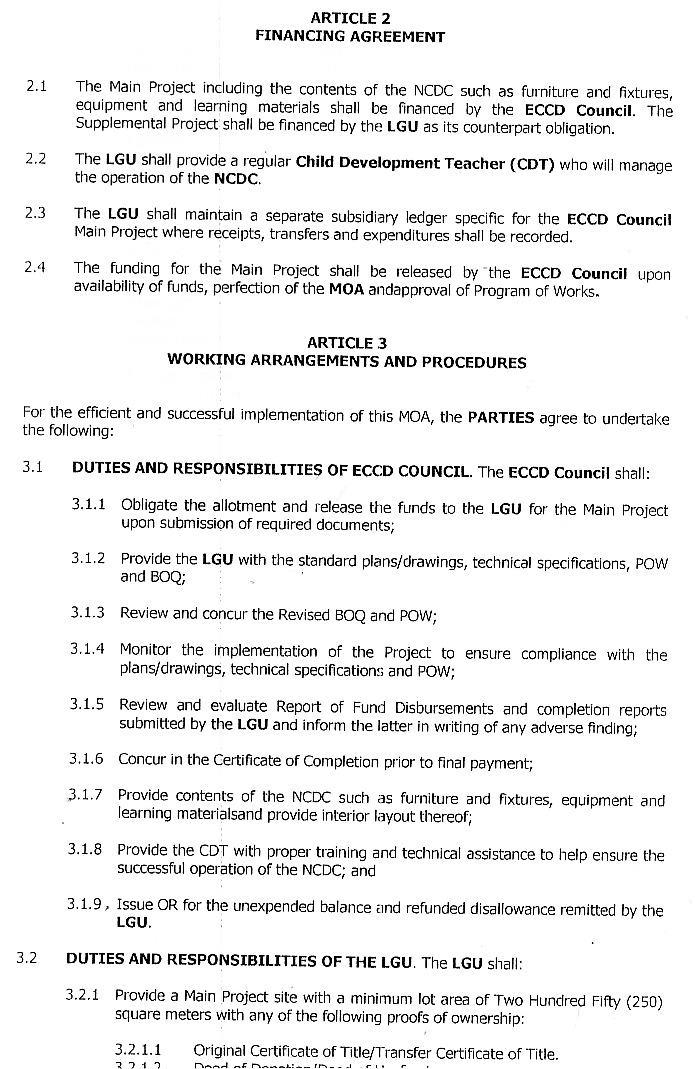 ARTICLE 2
FINANCING AGREEMENT
2.1 The Main Project including the contents of the NCDC such as furniture and fixtures,
equipment and learning materials shall be financed by the ECCD Council. The
Supplemental Project shall be financed by the LGU as its counterpart obligation.
2.2 The LGU shall provide a regular Child Development Teacher (CDT) who will manage
the operation of the NCDC.
2.3 The LGU shall maintain a separate subsidiary ledger specific for the ECCD Council
Main Project where receipts, transfers and expenditures shall be recorded.
2.4 The funding for the Main Project shall be released by the ECCD Council upon
availability of funds, perfection of the MOA andapproval of Program of Works.
ARTICLE 3
WORKING ARRANGEMENTS AND PROCEDURES
For the efficient and successful implementation of this MOA, the PARTIES agree to undertake
the following:
3.1 DUTIES AND RESPONSIBILITIES OF ECCD COUNCIL. The ECCD Council shall:
3.1.1 Obligate the allotment and release the funds to the LGU for the Main Project
upon submission of required documents;
3.1.2 Provide the LGU with the standard plans/drawings, technical specifications, POW
and BOQ;
3.1.3 Review and concur the Revised BOQ and POW;
3.1.4 Monitor the implementation of the Project to ensure compliance with the
plans/drawings, technical specifications and POW;
3.1.5 Review and evaluate Report of Fund Disbursements and completion reports
submitted by the LGU and inform the latter in writing of any adverse finding;
3.1.6 Concur in the Certificate of Completion prior to final payment;
3.1.7 Provide contents of the NCDC such as furniture and fixtures, equipment and
learning materialsand provide interior layout thereof;
3.1.8 Provide the CDT with proper training and technical assistance to help ensure the
successful operation of the NCDC; and
3.1.9 Issue OR for the unexpended balance and refunded disallowance remitted by the
LGU.
3.2 DUTIES AND RESPONSIBILITIES OF THE LGU. The LGU shall:
3.2.1 Provide a Main Project site with a minimum lot area of Two Hundred Fifty (250)
square meters with any of the following proofs of ownership:
3.2.1.1 Original Certificate of Title/Transfer Certificate of Title.